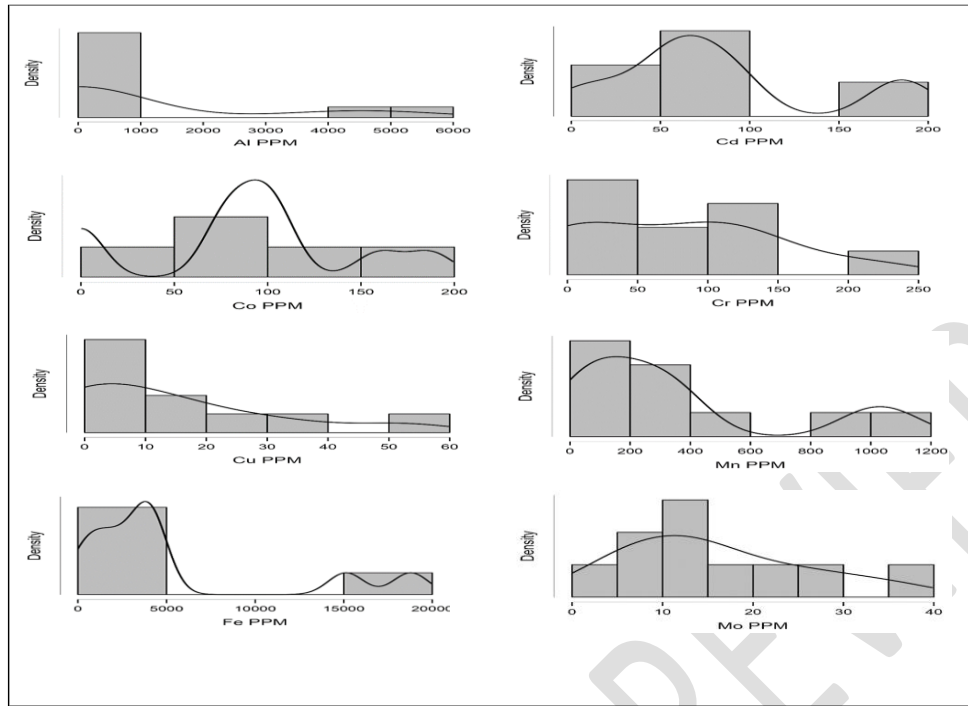 Density
0 1000 2000 3000 4000 5000 6000
Al PPM
Density
0 50 100 150 200
Cd PPM
Density
0 50 100 150 200
Co PPM
Density
0 50 100 150 200 250
Cr PPM
Density
0 10 20 30 40 50 60
Cu PPM
Density
0 200 400 600 800 1000 1200
Mn PPM
Density
0 5000 10000 15000 20000
Fe PPM
Density
0 10 20 30 40
Mo PPM